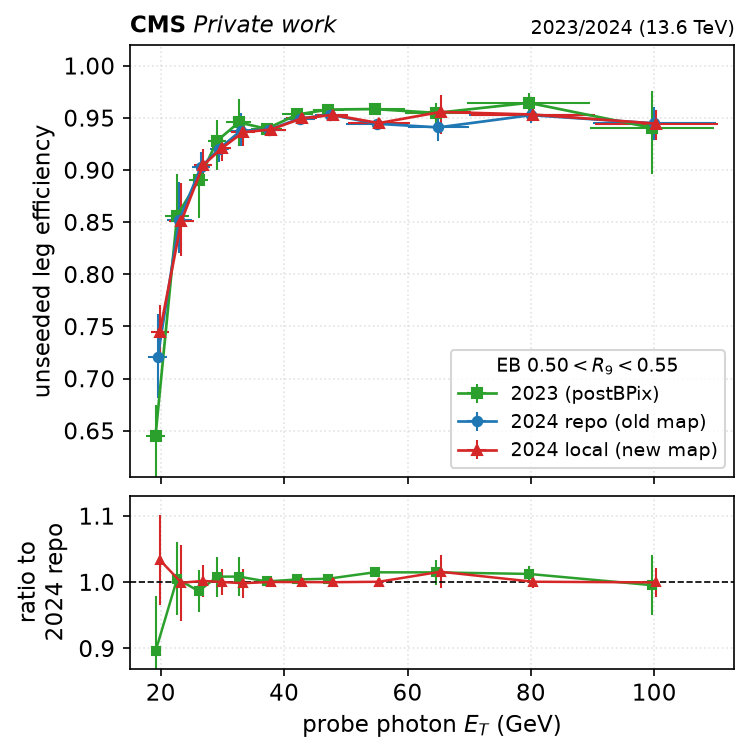 CMS Private work
2023/2024 (13.6 TeV)
unseeded leg efficiency
1.00
0.95
0.90
0.85
0.80
0.75
0.70
0.65
EB 0.50 < R₉ < 0.55
2023 (postBPix)
2024 repo (old map)
2024 local (new map)
ratio to
2024 repo
1.1
1.0
0.9
20 40 60 80 100
probe photon E_T (GeV)